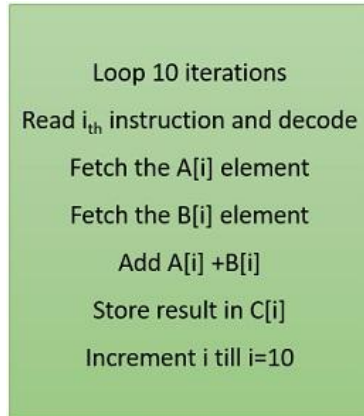 Loop 10 iterations
Read ith instruction and decode
Fetch the A[i] element
Fetch the B[i] element
Add A[i] +B[i]
Store result in C[i]
Increment i till i=10